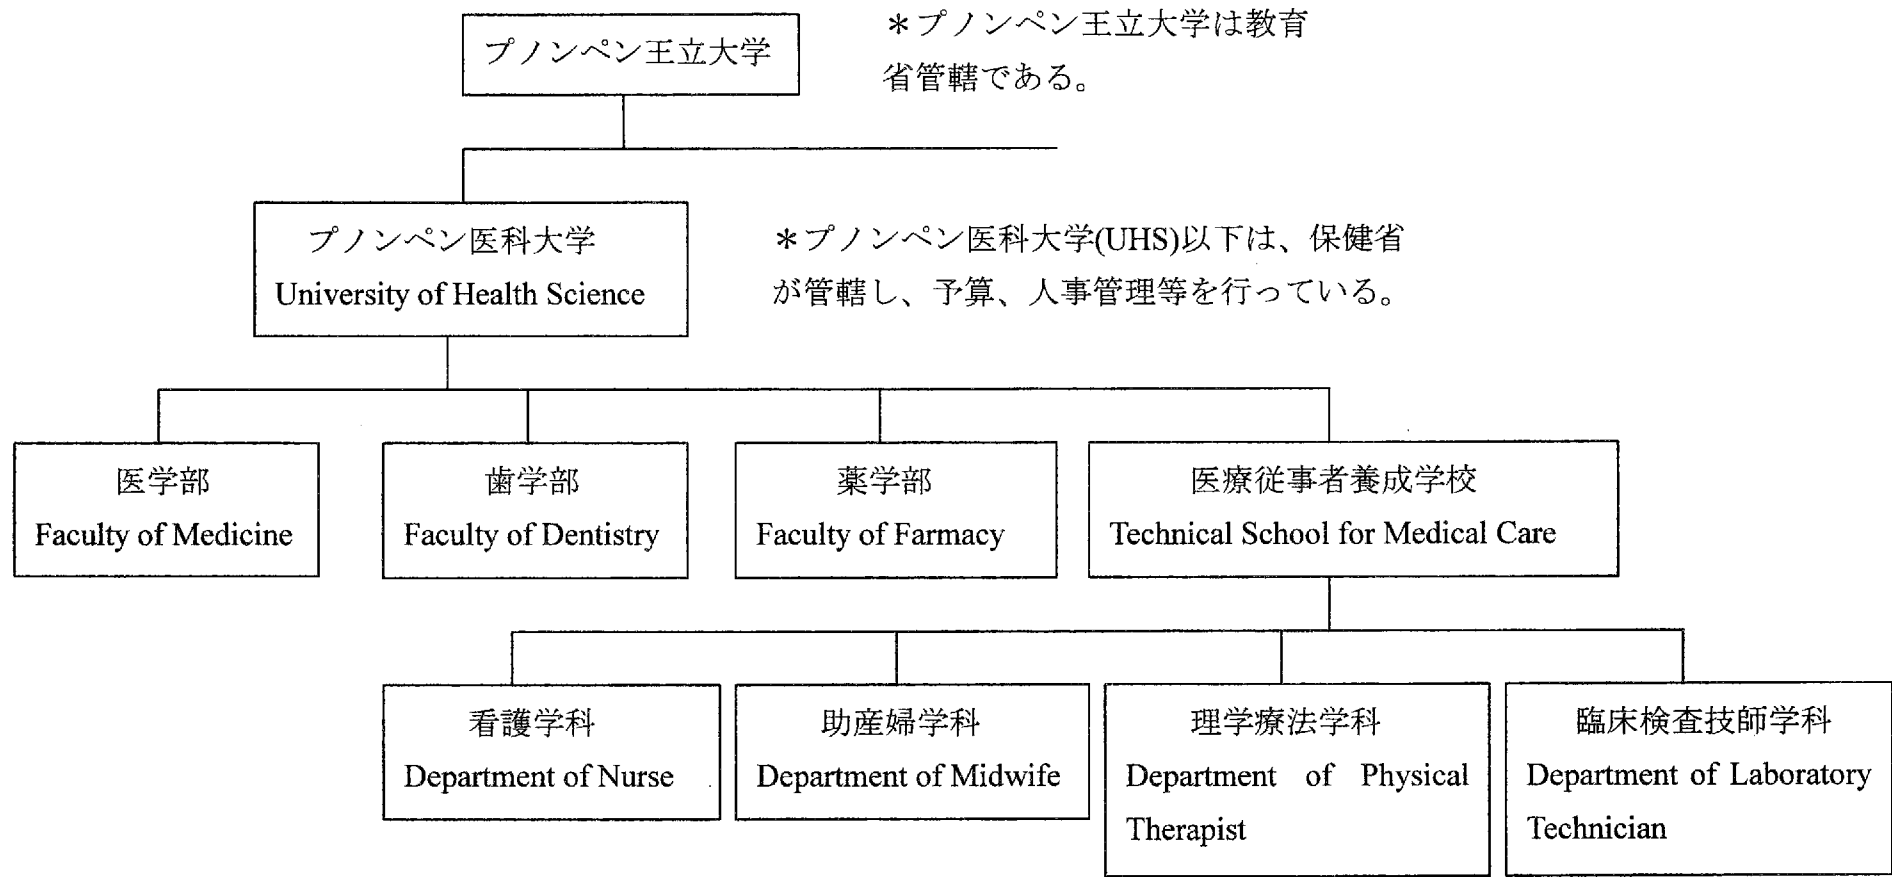 プノンペン王立大学
＊プノンペン王立大学は教育
省管轄である。
プノンペン医科大学
University of Health Science
＊プノンペン医科大学(UHS)以下は、保健省
が管轄し、予算、人事管理等を行っている。
医学部
Faculty of Medicine
歯学部
Faculty of Dentistry
薬学部
Faculty of Farmacy
医療従事者養成学校
Technical School for Medical Care
看護学科
Department of Nurse
助産婦学科
Department of Midwife
理学療法学科
Department of Physical
Therapist
臨床検査技師学科
Department of Laboratory
Technician